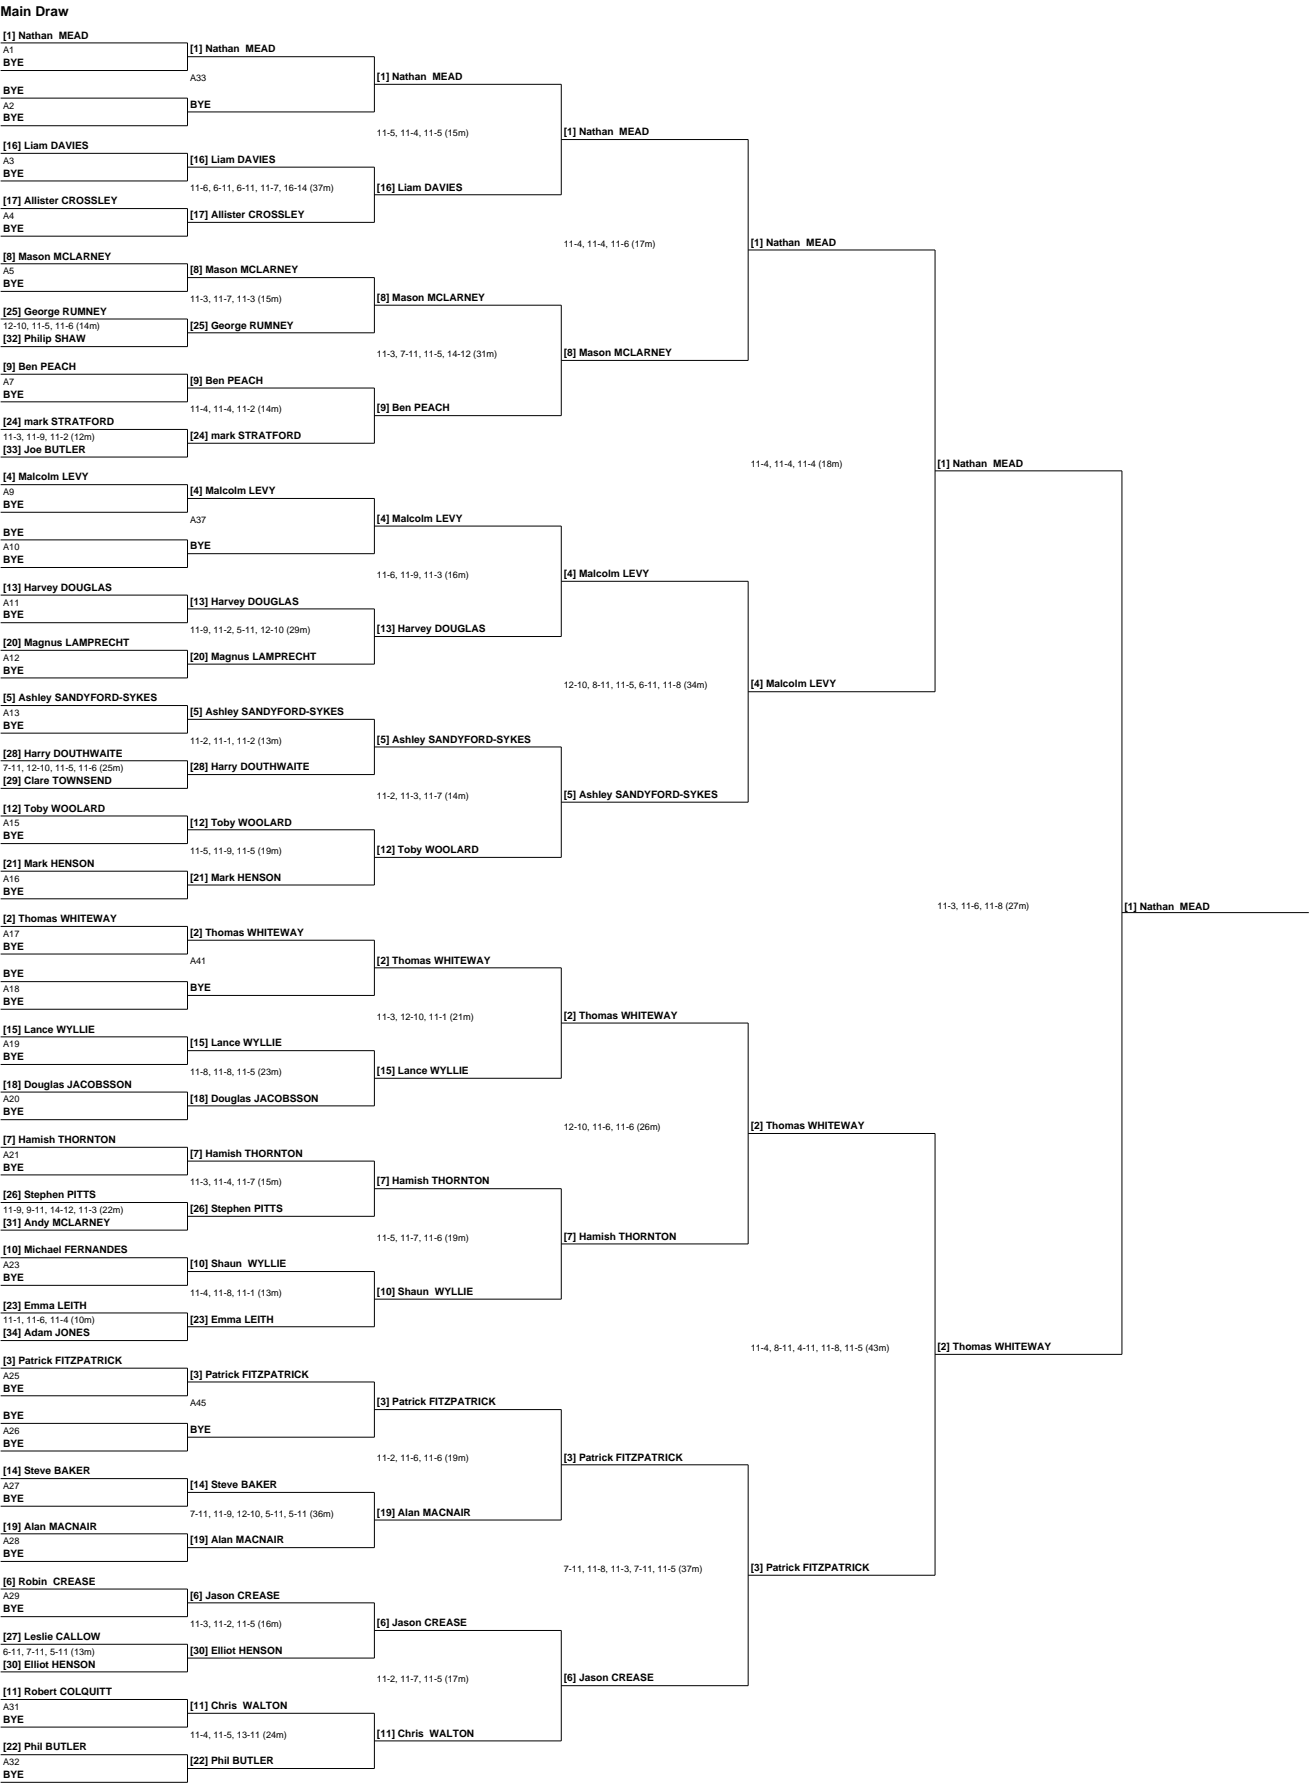 Main Draw
[1] Nathan MEAD
A1
BYE
BYE
A2
BYE
[16] Liam DAVIES
A3
BYE
[17] Allister CROSSLEY
A4
BYE
[8] Mason MCLARNEY
A5
BYE
[25] George RUMNEY
12-10, 11-5, 11-6 (14m)
[32] Philip SHAW
[9] Ben PEACH
A7
BYE
[24] mark STRATFORD
11-3, 11-9, 11-2 (12m)
[33] Joe BUTLER
[4] Malcolm LEVY
A9
BYE
BYE
A10
BYE
[13] Harvey DOUGLAS
A11
BYE
[20] Magnus LAMPRECHT
A12
BYE
[5] Ashley SANDYFORD-SYKES
A13
BYE
[28] Harry DOUTHWAITE
7-11, 12-10, 11-5, 11-6 (25m)
[29] Clare TOWNSEND
[12] Toby WOOLARD
A15
BYE
[21] Mark HENSON
A16
BYE
[2] Thomas WHITEWAY
A17
BYE
BYE
A18
BYE
[15] Lance WYLLIE
A19
BYE
[18] Douglas JACOBSSON
A20
BYE
[7] Hamish THORNTON
A21
BYE
[26] Stephen PITTS
11-9, 9-11, 14-12, 11-3 (22m)
[31] Andy MCLARNEY
[10] Michael FERNANDES
A23
BYE
[23] Emma LEITH
11-1, 11-6, 11-4 (10m)
[34] Adam JONES
[3] Patrick FITZPATRICK
A25
BYE
BYE
A26
BYE
[14] Steve BAKER
A27
BYE
[19] Alan MACNAIR
A28
BYE
[6] Robin CREASE
A29
BYE
[27] Leslie CALLOW
6-11, 7-11, 5-11 (13m)
[30] Elliot HENSON
[11] Robert COLQUITT
A31
BYE
[22] Phil BUTLER
A32
BYE
[1] Nathan MEAD
A33
BYE
[16] Liam DAVIES
11-6, 6-11, 6-11, 11-7, 16-14 (37m)
[17] Allister CROSSLEY
[8] Mason MCLARNEY
11-3, 11-7, 11-3 (15m)
[25] George RUMNEY
[9] Ben PEACH
11-4, 11-4, 11-2 (14m)
[24] mark STRATFORD
[4] Malcolm LEVY
A37
BYE
[13] Harvey DOUGLAS
11-9, 11-2, 5-11, 12-10 (29m)
[20] Magnus LAMPRECHT
[5] Ashley SANDYFORD-SYKES
11-2, 11-1, 11-2 (13m)
[28] Harry DOUTHWAITE
[12] Toby WOOLARD
11-5, 11-9, 11-5 (19m)
[21] Mark HENSON
[2] Thomas WHITEWAY
A41
BYE
[15] Lance WYLLIE
11-8, 11-8, 11-5 (23m)
[18] Douglas JACOBSSON
[7] Hamish THORNTON
11-3, 11-4, 11-7 (15m)
[26] Stephen PITTS
[10] Shaun WYLLIE
11-4, 11-8, 11-1 (13m)
[23] Emma LEITH
[3] Patrick FITZPATRICK
A45
BYE
[14] Steve BAKER
7-11, 11-9, 12-10, 5-11, 5-11 (36m)
[19] Alan MACNAIR
[6] Jason CREASE
11-3, 11-2, 11-5 (16m)
[30] Elliot HENSON
[11] Chris WALTON
11-4, 11-5, 13-11 (24m)
[22] Phil BUTLER
[1] Nathan MEAD
11-5, 11-4, 11-5 (15m)
[16] Liam DAVIES
[8] Mason MCLARNEY
11-3, 7-11, 11-5, 14-12 (31m)
[9] Ben PEACH
[4] Malcolm LEVY
11-6, 11-9, 11-3 (16m)
[13] Harvey DOUGLAS
[5] Ashley SANDYFORD-SYKES
11-2, 11-3, 11-7 (14m)
[12] Toby WOOLARD
[2] Thomas WHITEWAY
11-3, 12-10, 11-1 (21m)
[15] Lance WYLLIE
[7] Hamish THORNTON
11-5, 11-7, 11-6 (19m)
[10] Shaun WYLLIE
[3] Patrick FITZPATRICK
11-2, 11-6, 11-6 (19m)
[19] Alan MACNAIR
[6] Jason CREASE
11-2, 11-7, 11-5 (17m)
[11] Chris WALTON
[1] Nathan MEAD
11-4, 11-4, 11-6 (17m)
[8] Mason MCLARNEY
[4] Malcolm LEVY
12-10, 8-11, 11-5, 6-11, 11-8 (34m)
[5] Ashley SANDYFORD-SYKES
[2] Thomas WHITEWAY
12-10, 11-6, 11-6 (26m)
[7] Hamish THORNTON
[3] Patrick FITZPATRICK
7-11, 11-8, 11-3, 7-11, 11-5 (37m)
[6] Jason CREASE
[1] Nathan MEAD
11-4, 11-4, 11-4 (18m)
[4] Malcolm LEVY
[2] Thomas WHITEWAY
11-4, 8-11, 4-11, 11-8, 11-5 (43m)
[3] Patrick FITZPATRICK
[1] Nathan MEAD
11-3, 11-6, 11-8 (27m)
[2] Thomas WHITEWAY
[1] Nathan MEAD